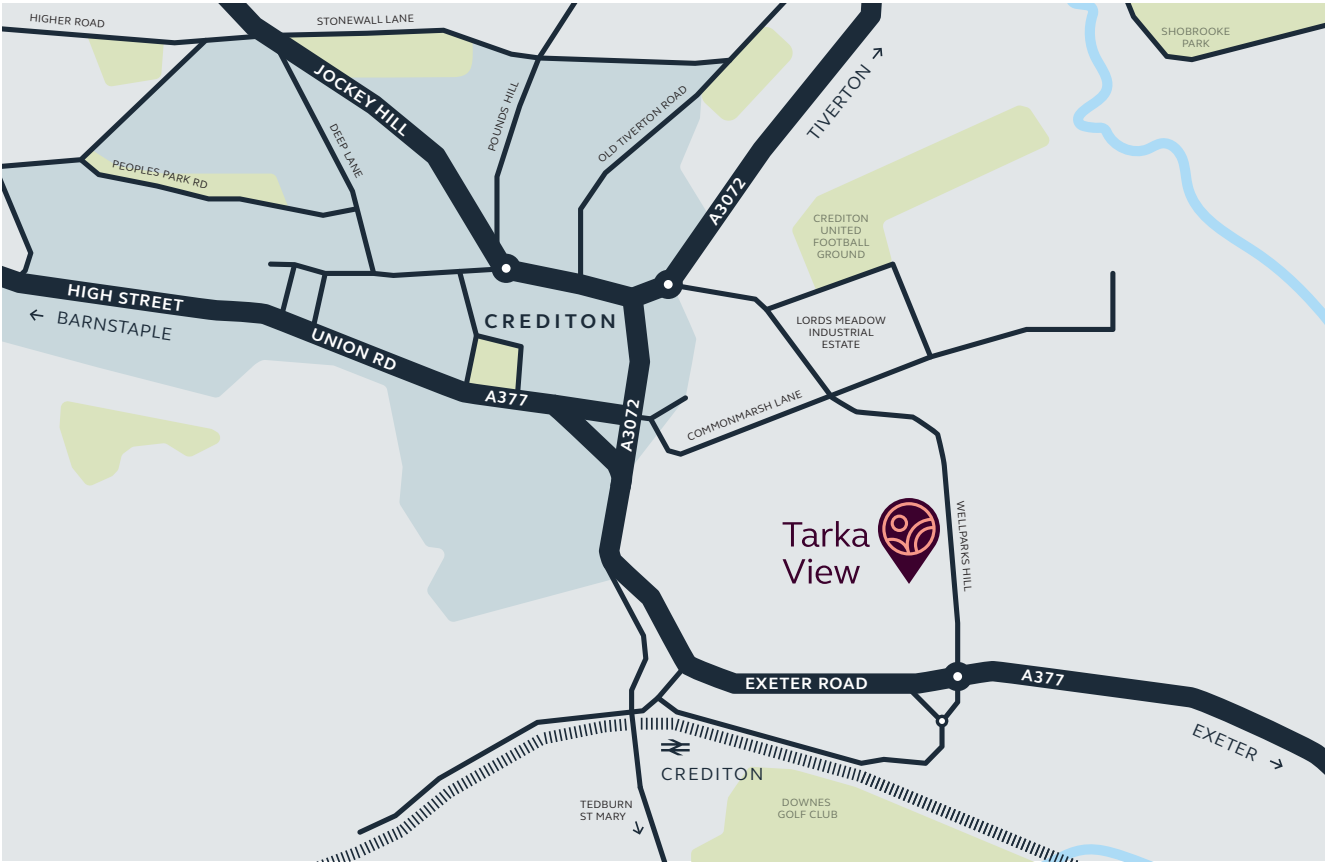 HIGHER ROAD
STONEWALL LANE
SHOBROOKE
PARK
JOCKEY HILL
POUNDS HILL
OLD TIVERTON ROAD
TIVERTON
DEEP LANE
PEOPLES PARK RD
A3072
CREDITON
UNITED
FOOTBALL
GROUND
HIGH STREET
BARNSTAPLE
UNION RD
CREDITON
LORDS MEADOW
INDUSTRIAL
ESTATE
A377
A3072
COMMONMARSH LANE
Tarka
View
WELLPARKS HILL
EXETER ROAD
A377
EXETER
CREDITON
TEDBURN
ST MARY
DOWNES
GOLF CLUB